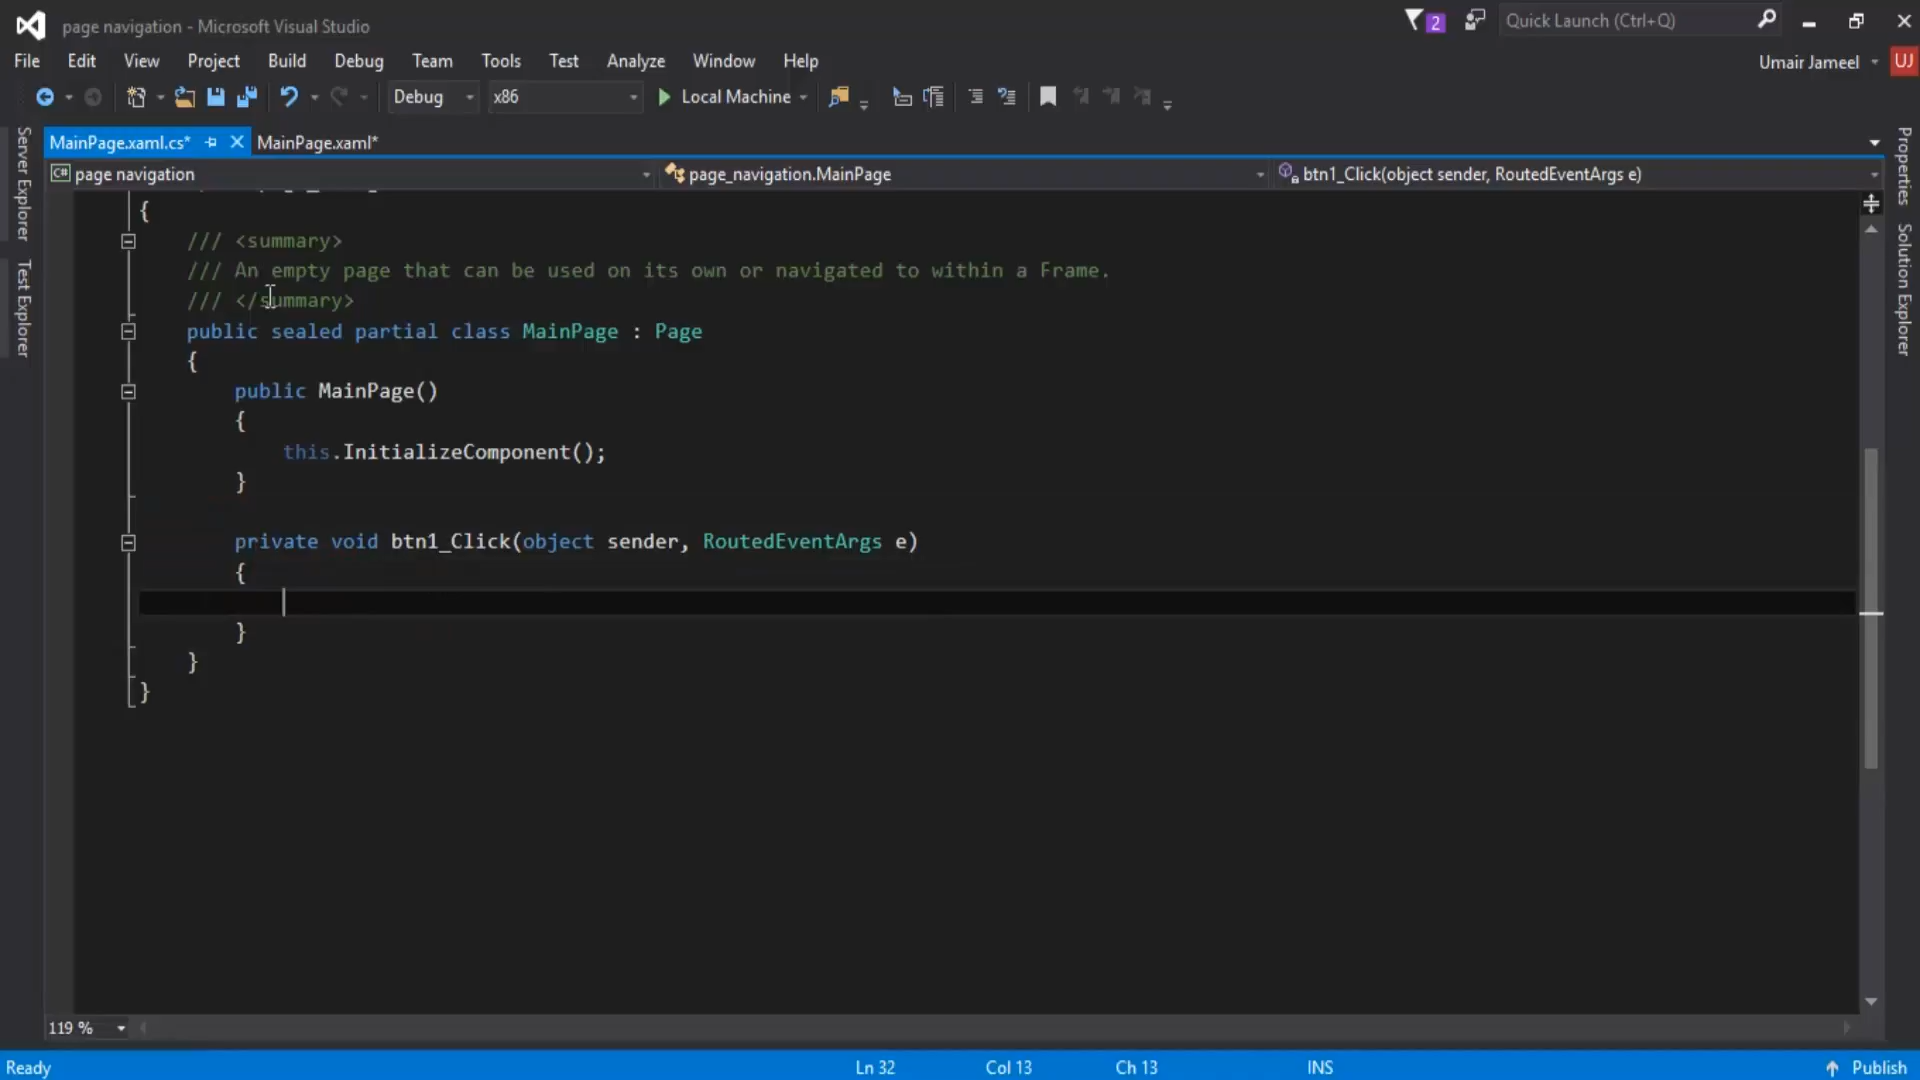 page navigation - Microsoft Visual Studio
2
Quick Launch (Ctrl+Q)
File Edit View Project Build Debug Team Tools Test Analyze Window Help
Umair Jameel UJ
Debug x86 Local Machine
MainPage.xaml.cs* MainPage.xaml*
C# page navigation page_navigation.MainPage btn1_Click(object sender, RoutedEventArgs e)
Server Explorer
Test Explorer
Properties
Solution Explorer
{
/// <summary>
/// An empty page that can be used on its own or navigated to within a Frame.
/// </summary>
public sealed partial class MainPage : Page
{
public MainPage()
{
this.InitializeComponent();
}
private void btn1_Click(object sender, RoutedEventArgs e)
{
}
}
}
119 %
Ready Ln 32 Col 13 Ch 13 INS Publish